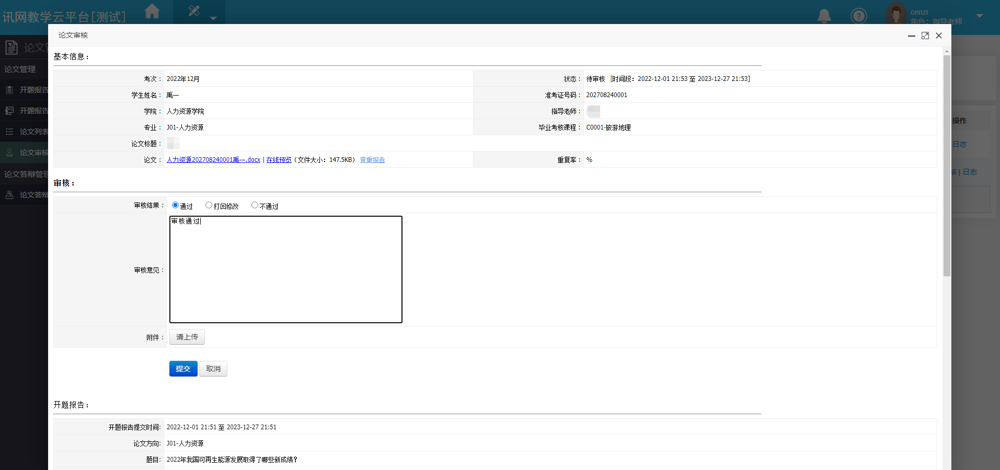 讯网教学云平台[测试]
cenzi
角色：指导老师
论文管理
开题报告
开题报告
论文列表
论文审核
论文答辩管理
论文答辩
论文审核
基本信息：
考次： 2022年12月 状态： 待审核 [时间段：2022-12-01 21:53 至 2023-12-27 21:53]
学生姓名： 禹一 准考证号码： 202708240001
学院： 人力资源学院 指导老师：
专业： J01-人力资源 毕业考核课程： C0001-旅游地理
论文标题：
论文： 人力资源202708240001禹一.docx | 在线预览（文件大小：147.5KB） 查重报告 重复率： %
审核：
审核结果： 通过 打回修改 不通过
审核意见： 审核通过
附件： 请上传
提交 取消
开题报告：
开题报告提交时间: 2022-12-01 21:51 至 2023-12-27 21:51
论文方向: J01-人力资源
题目: 2022年我国可再生能源发展取得了哪些新成绩?
操作
日志
核 | 日志